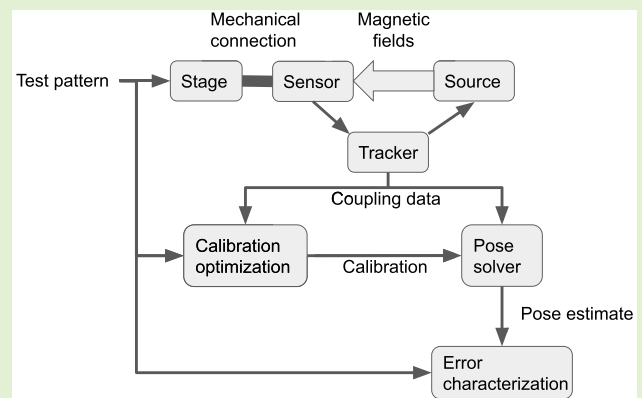 Mechanical
connection
Magnetic
fields
Test pattern
Stage
Sensor
Source
Tracker
Coupling data
Calibration
optimization
Calibration
Pose
solver
Pose estimate
Error
characterization